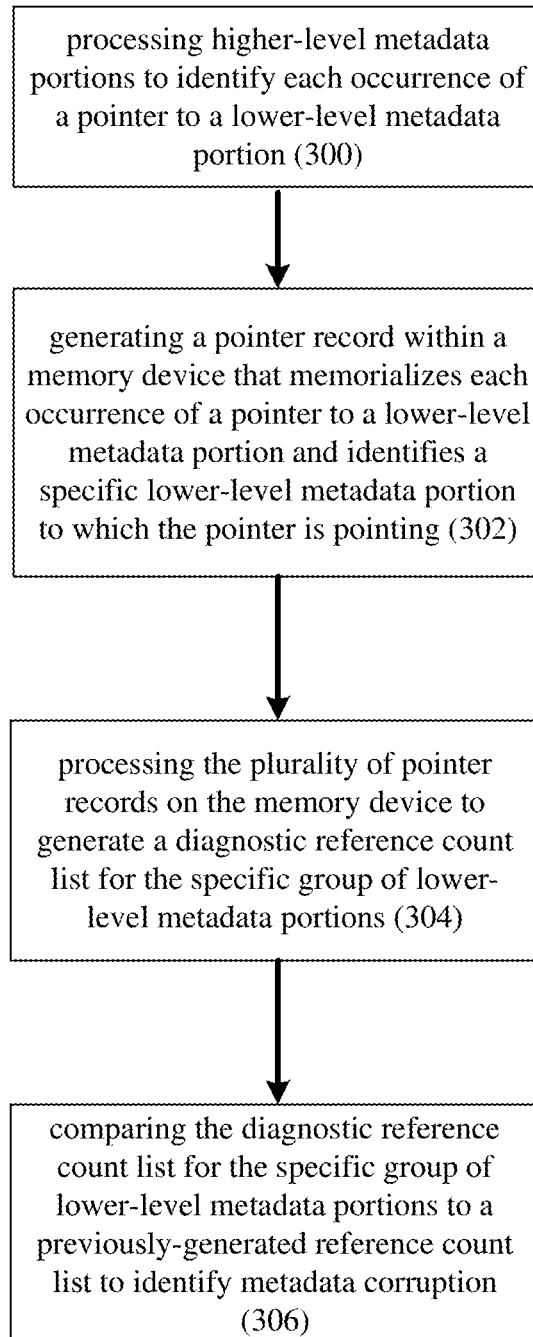 processing higher-level metadata
portions to identify each occurrence of
a pointer to a lower-level metadata
portion (300)
generating a pointer record within a
memory device that memorializes each
occurrence of a pointer to a lower-level
metadata portion and identifies a
specific lower-level metadata portion
to which the pointer is pointing (302)
processing the plurality of pointer
records on the memory device to
generate a diagnostic reference count
list for the specific group of lower-
level metadata portions (304)
comparing the diagnostic reference
count list for the specific group of
lower-level metadata portions to a
previously-generated reference count
list to identify metadata corruption
(306)